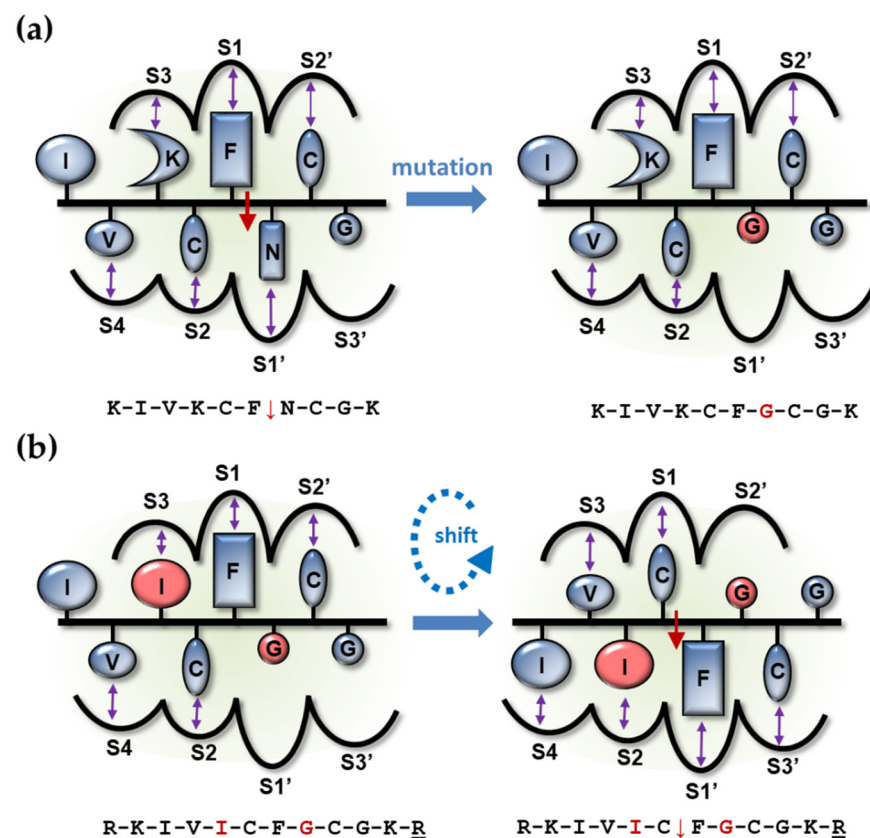 (a)
S3 S1 S2' S3 S1 S2'
I K F C mutation I K F C
V C N G V C G G
S4 S2 S1' S3' S4 S2 S1' S3'
K-I-V-K-C-F↓N-C-G-K K-I-V-K-C-F-G-C-G-K
(b)
S3 S1 S2' shift S3 S1 S2'
I I F C V C G G
V C G G I I F C
S4 S2 S1' S3' S4 S2 S1' S3'
R-K-I-V-I-C-F-G-C-G-K-R R-K-I-V-I-C↓F-G-C-G-K-R